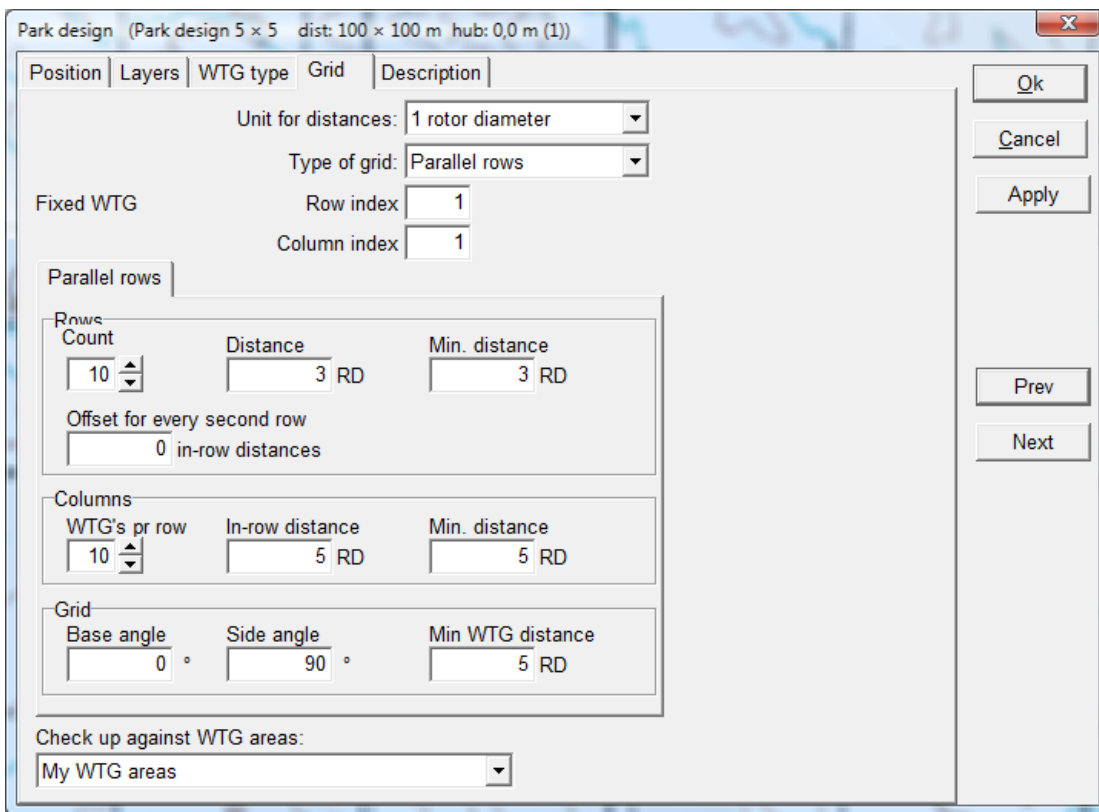 Park design   (Park design 5 × 5    dist: 100 × 100 m  hub: 0,0 m (1))
Position Layers WTG type Grid Description
Ok
Cancel
Apply
Prev
Next
Unit for distances: 1 rotor diameter
Type of grid: Parallel rows
Fixed WTG Row index 1
Column index 1
Parallel rows
Rows
Count Distance Min. distance
10 3 RD 3 RD
Offset for every second row
0 in-row distances
Columns
WTG's pr row In-row distance Min. distance
10 5 RD 5 RD
Grid
Base angle Side angle Min WTG distance
0 ° 90 ° 5 RD
Check up against WTG areas:
My WTG areas